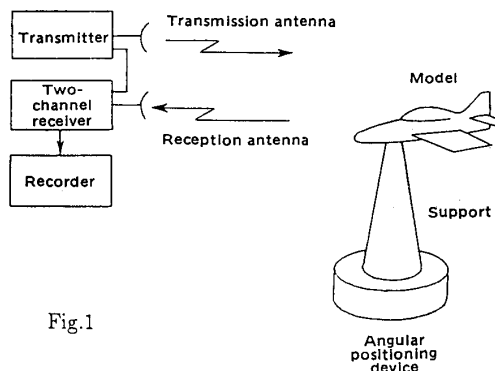 Transmitter
Transmission antenna
Two-
channel
receiver
Reception antenna
Recorder
Model
Support
Angular
positioning
device
Fig.1